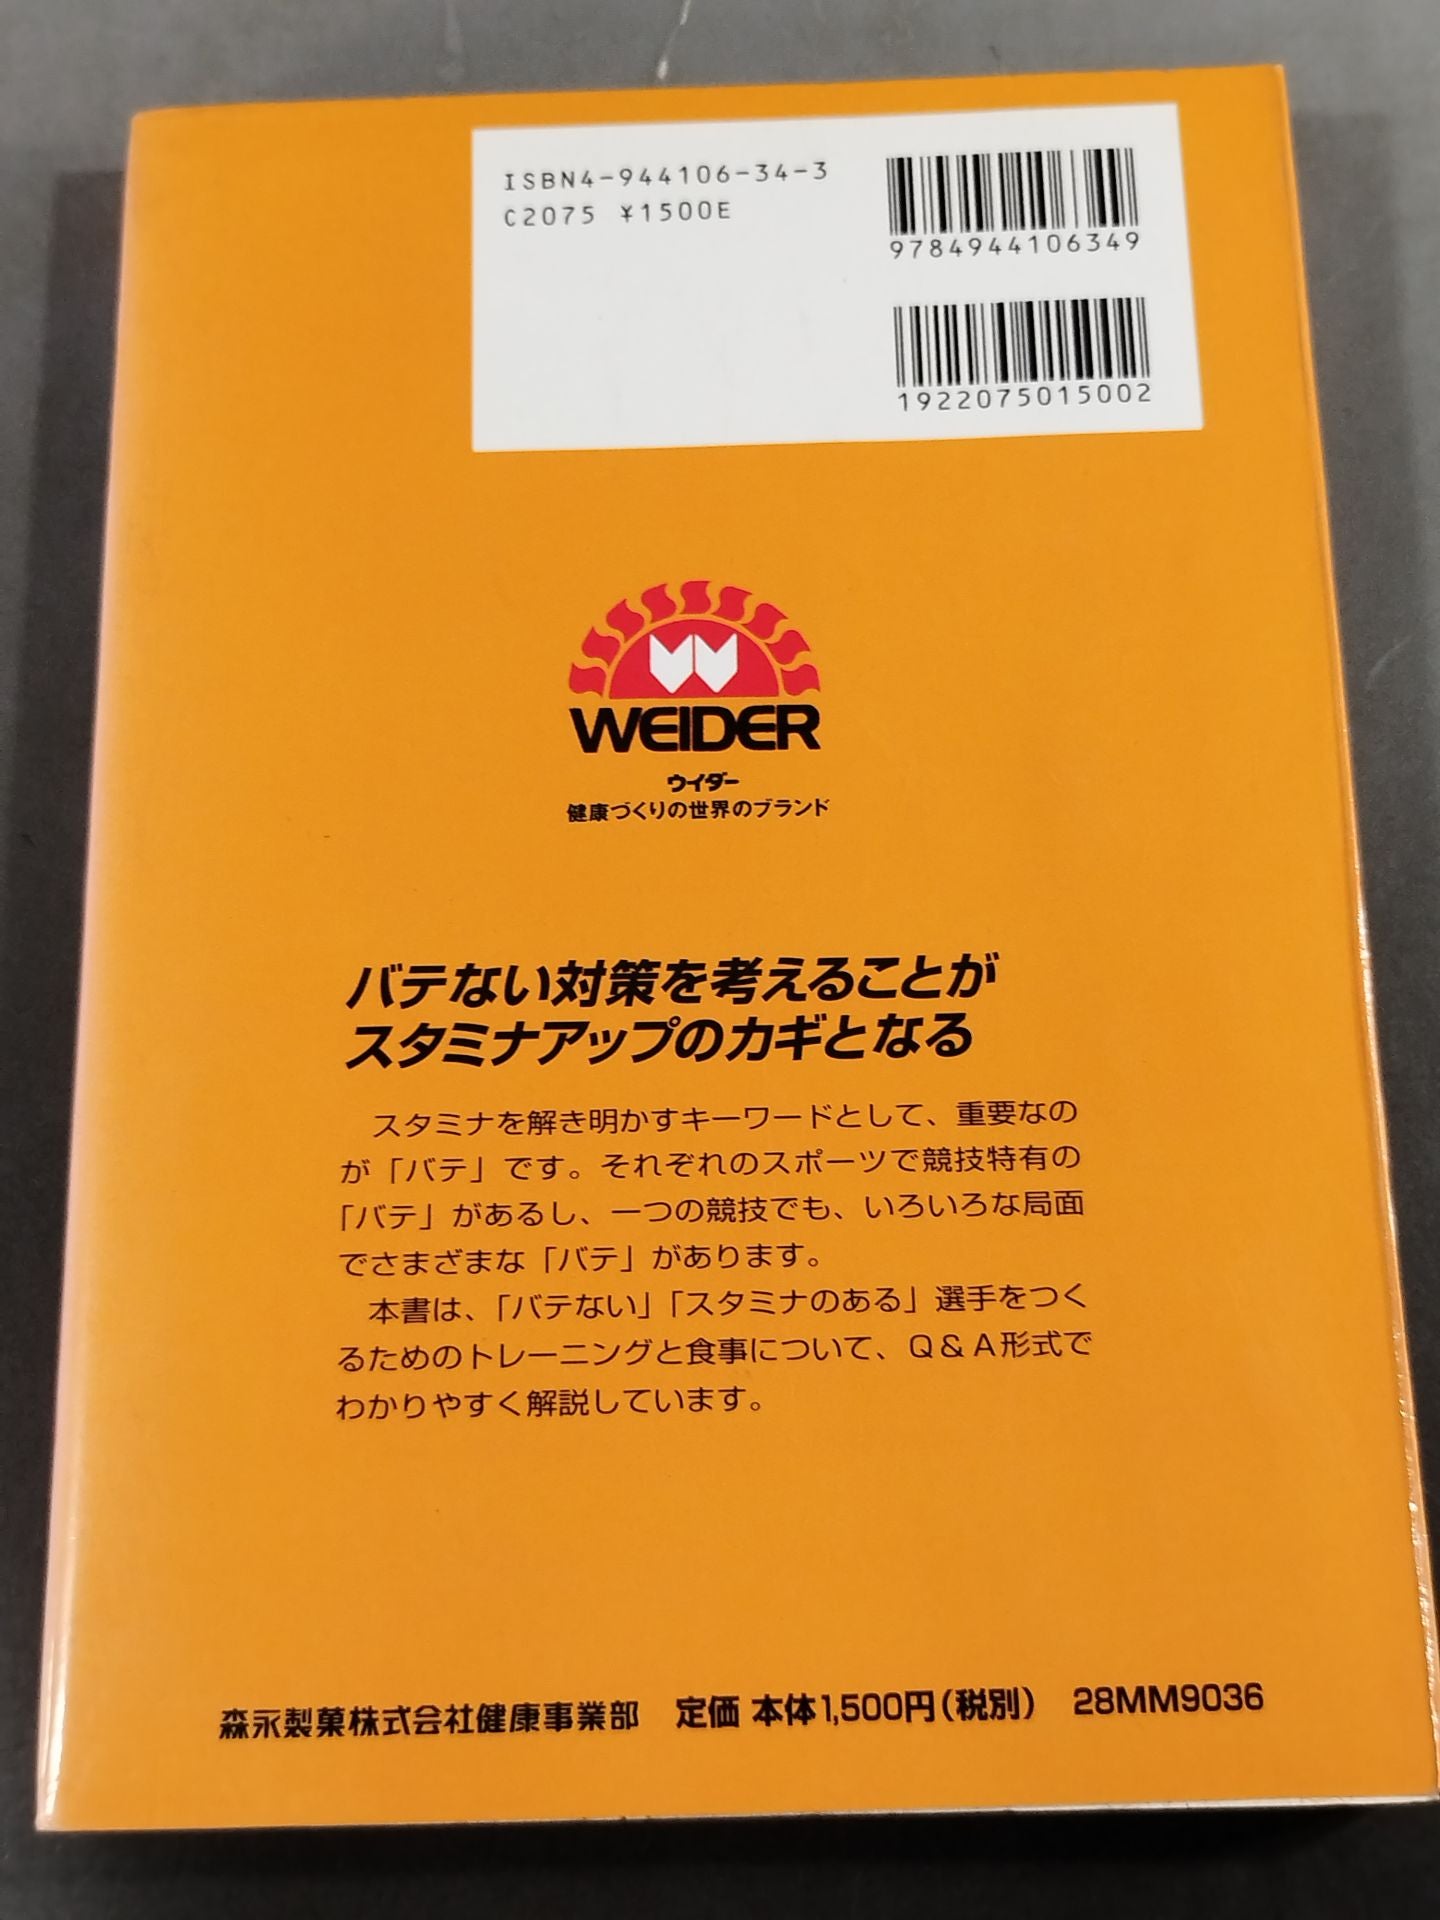 ISBN4-944106-34-3
C2075 ¥1500E
9784944106349
1922075015002
WEIDER
ウイダー
健康づくりの世界のブランド
バテない対策を考えることが
スタミナアップのカギとなる
スタミナを解き明かすキーワードとして、重要なの
が「バテ」です。それぞれのスポーツで競技特有の
「バテ」があるし、一つの競技でも、いろいろな局面
でさまざまな「バテ」があります。
本書は、「バテない」「スタミナのある」選手をつく
るためのトレーニングと食事について、Q&A形式で
わかりやすく解説しています。
森永製菓株式会社健康事業部 定価 本体1,500円(税別) 28MM9036